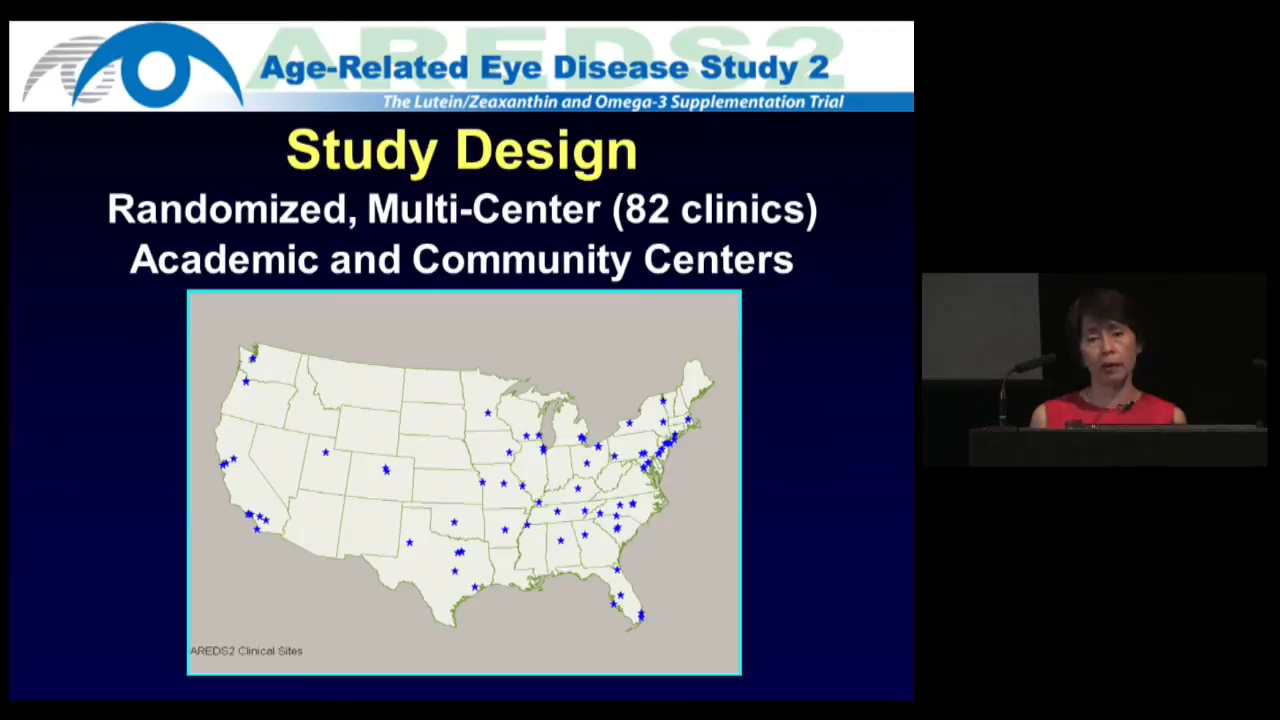 AREDS2
Age-Related Eye Disease Study 2
The Lutein/Zeaxanthin and Omega-3 Supplementation Trial
Study Design
Randomized, Multi-Center (82 clinics)
Academic and Community Centers
AREDS2 Clinical Sites